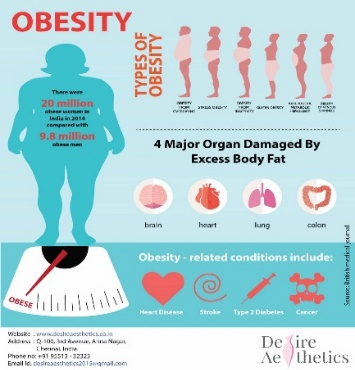 OBESITY
TYPES OF
OBESITY
There were
20 million
obese women in
India in 2014
compared with
9.8 million
obese men
4 Major Organ Damaged By
Excess Body Fat
brain
heart
lung
colon
Source: British medical journal
Obesity - related conditions include:
Heart Disease
Stroke
Type 2 Diabetes
Cancer
OBESE
Website : www.desireaesthetics.co.in
Address : Q-100, 3rd Avenue, Anna Nagar,
Chennai, India.
Phone no: +91 95513 - 32323
Email id: desireaesthetics2015@gmail.com
Desire
Aesthetics